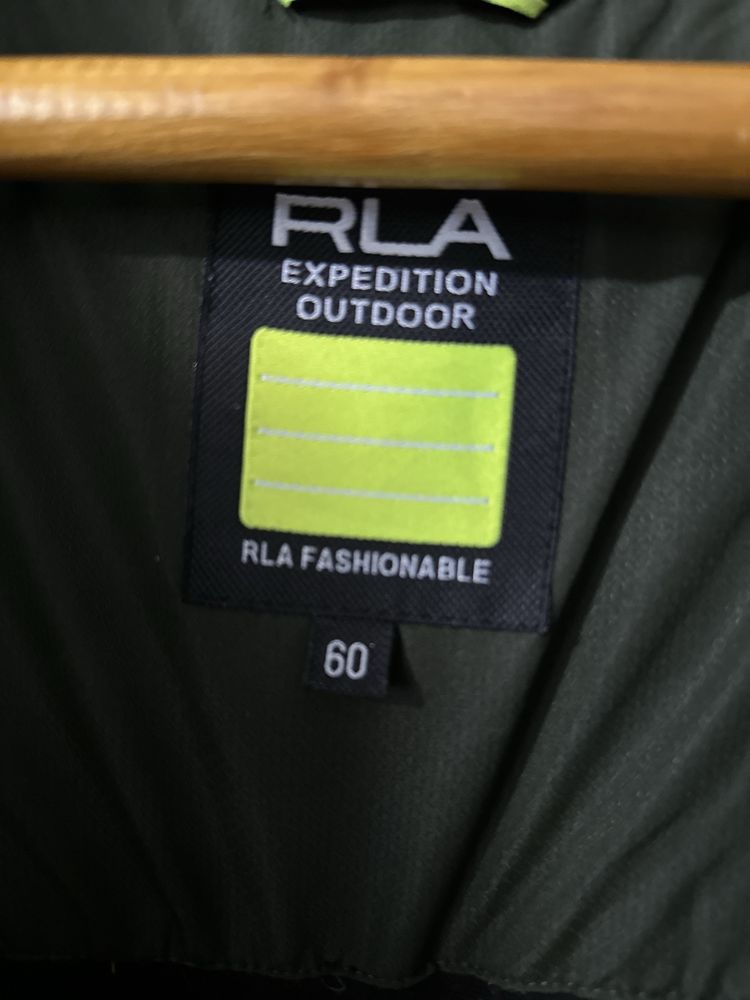 RLA
EXPEDITION
OUTDOOR
RLA FASHIONABLE
60